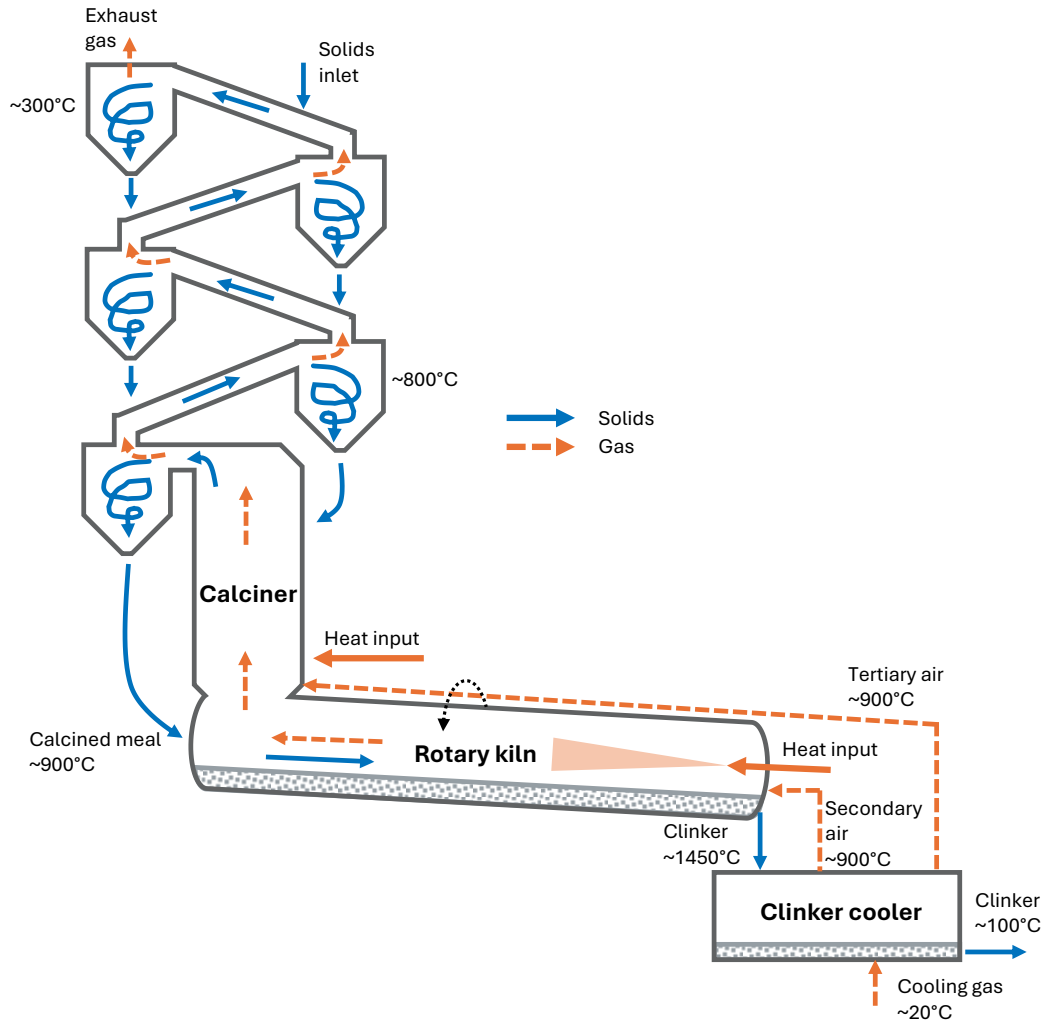 Exhaust
gas
Solids
inlet
~300°C
~800°C
Solids
Gas
Calciner
Heat input
Tertiary air
~900°C
Calcined meal
~900°C
Rotary kiln
Heat input
Secondary
air
~900°C
Clinker
~1450°C
Clinker cooler
Clinker
~100°C
Cooling gas
~20°C